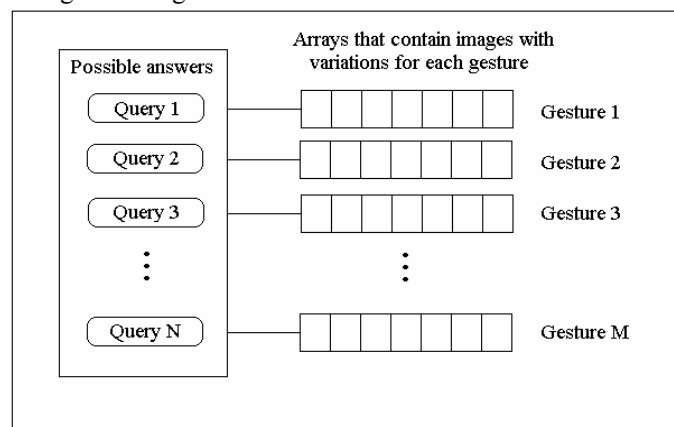 Arrays that contain images with
variations for each gesture
Possible answers
Query 1
Gesture 1
Query 2
Gesture 2
Query 3
Gesture 3
Query N
Gesture M